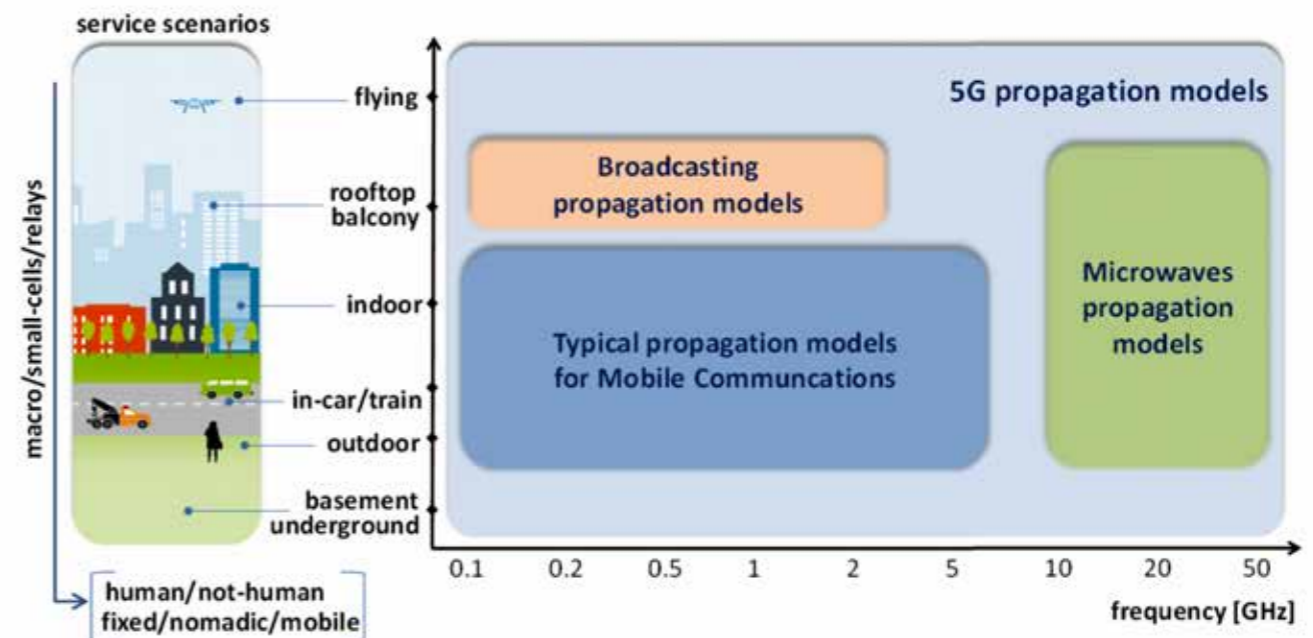 service scenarios
macro/small-cells/relays
flying
rooftop
balcony
indoor
in-car/train
outdoor
basement
underground
human/not-human
fixed/nomadic/mobile
5G propagation models
Broadcasting
propagation models
Typical propagation models
for Mobile Communcations
Microwaves
propagation
models
0.1 0.2 0.5 1 2 5 10 20 50
frequency [GHz]